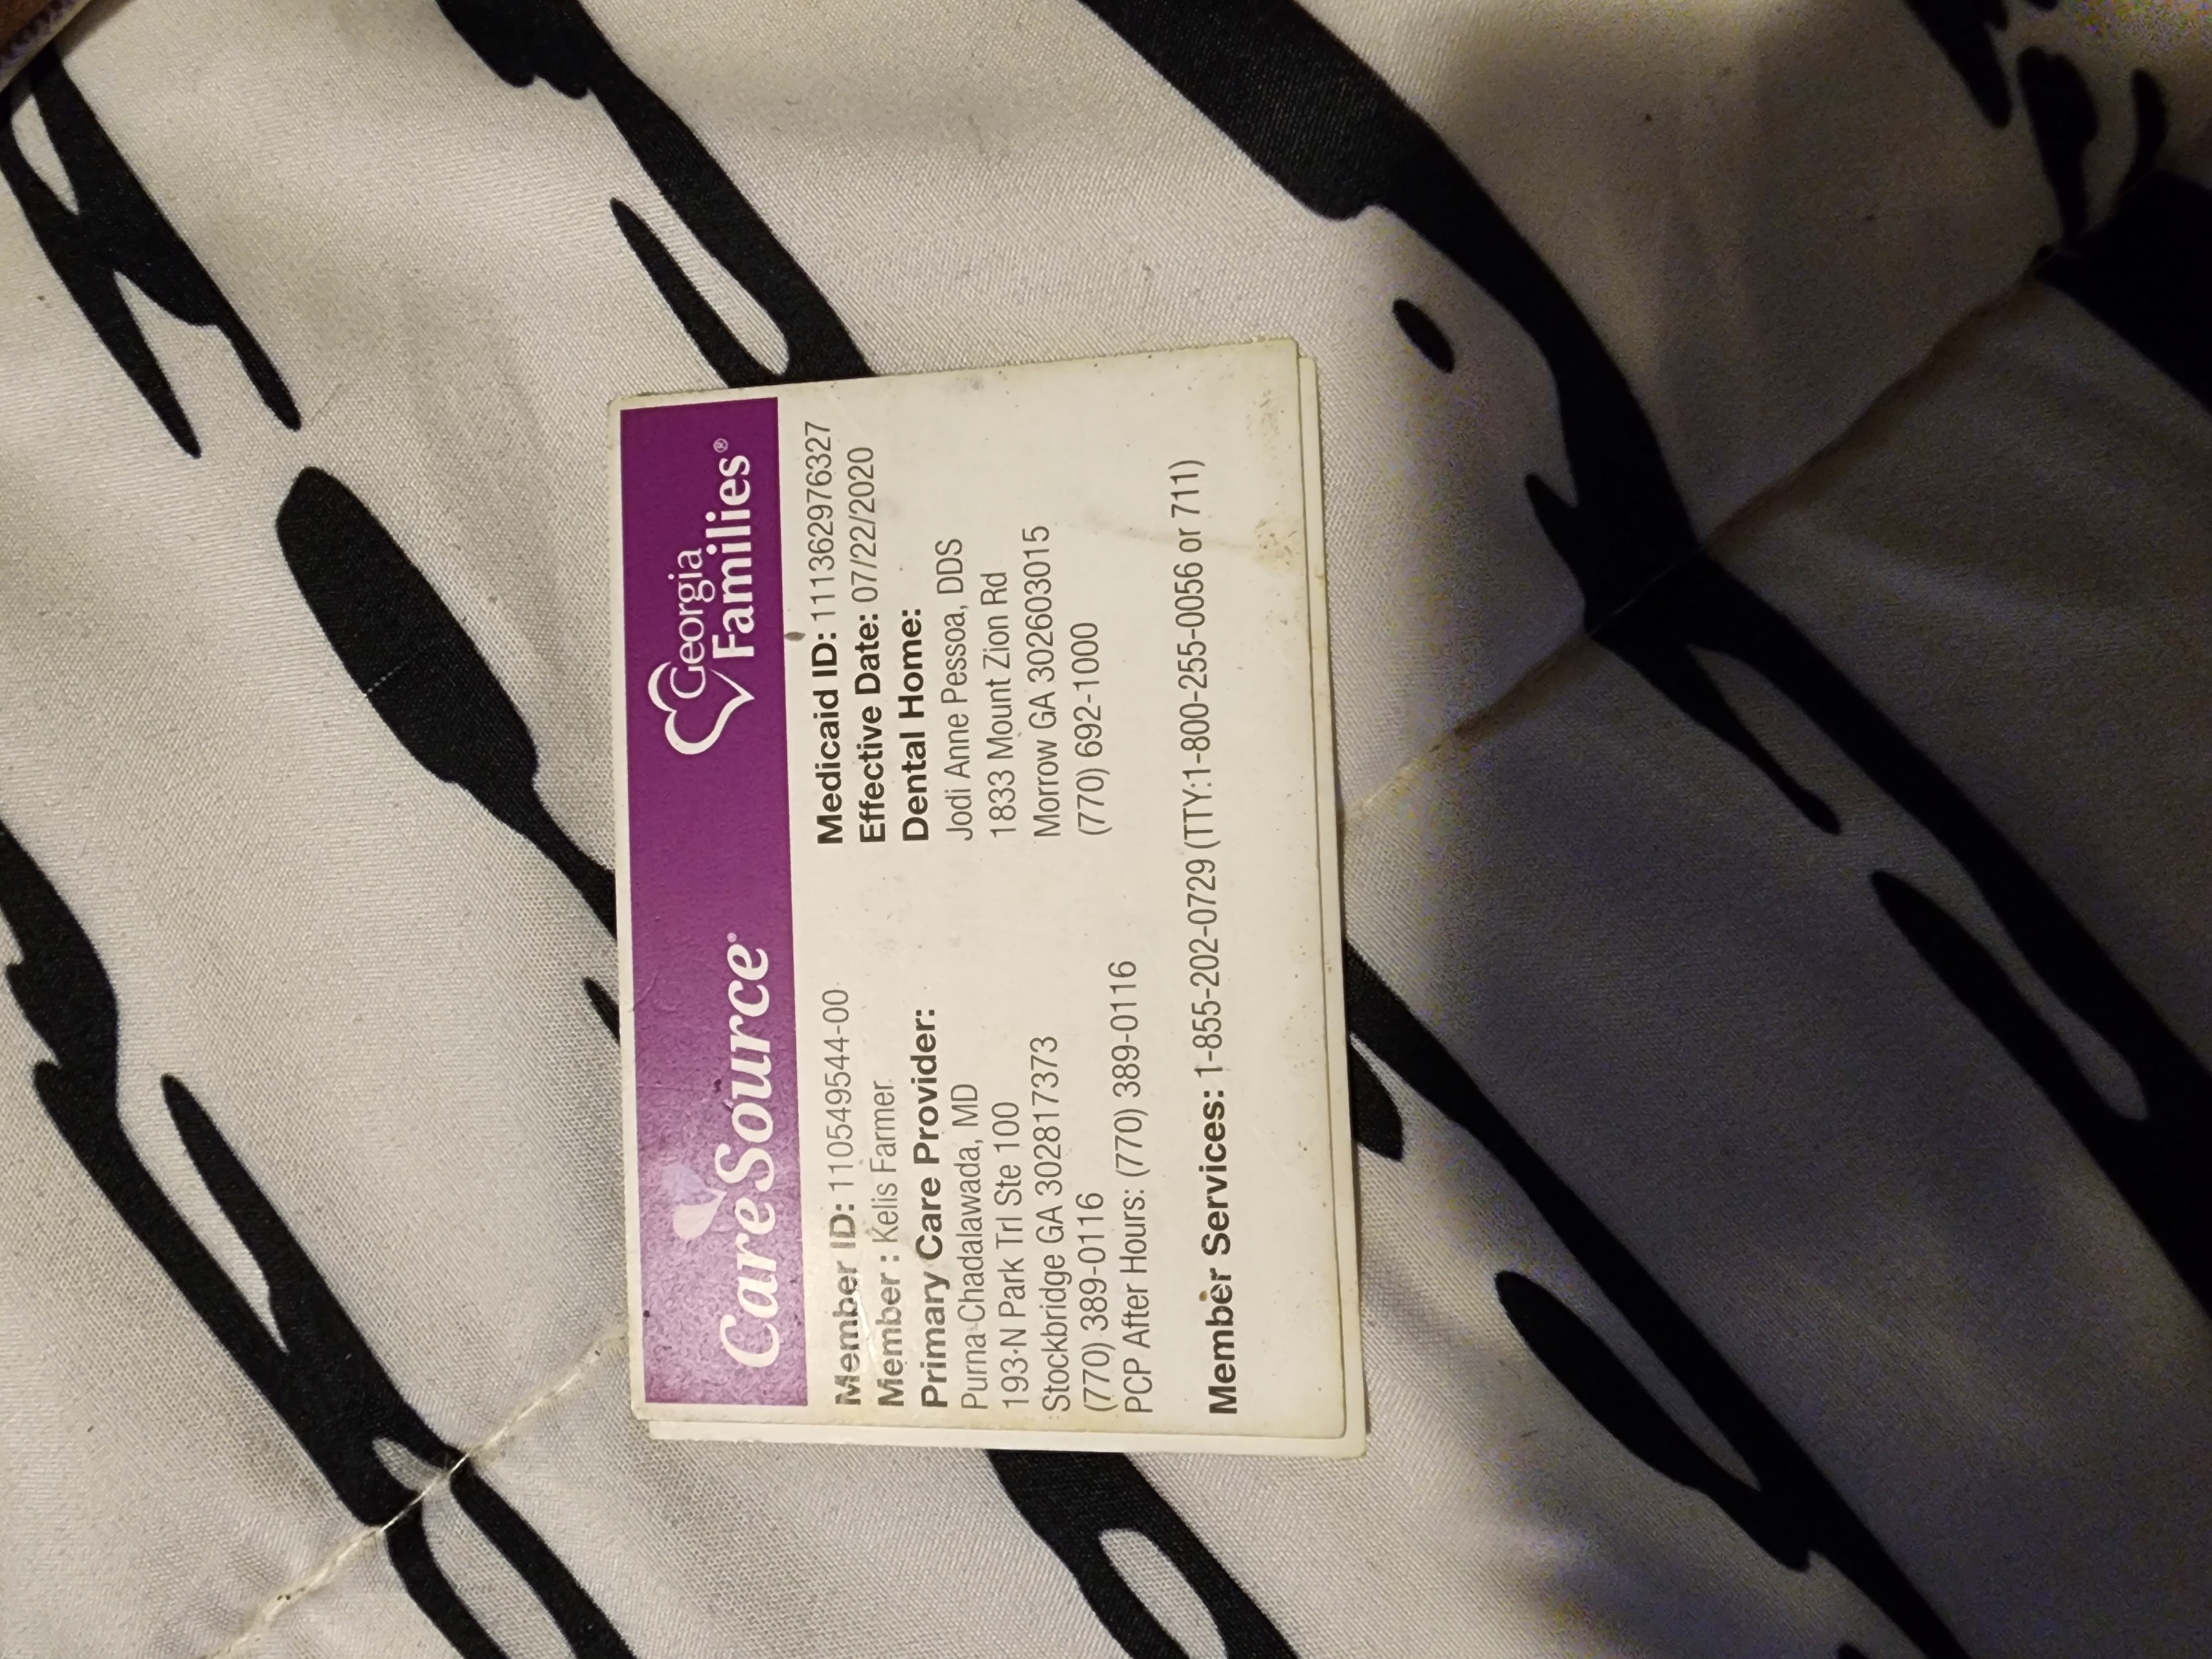 CareSource®
Georgia
Families®
Member ID: 110549544-00
Member : Kelis Farmer
Primary Care Provider:
Purna Chadalawada, MD
193 N Park Trl Ste 100
Stockbridge GA 302817373
(770) 389-0116
PCP After Hours: (770) 389-0116
Medicaid ID: 111362976327
Effective Date: 07/22/2020
Dental Home:
Jodi Anne Pessoa, DDS
1833 Mount Zion Rd
Morrow GA 302603015
(770) 692-1000
Member Services: 1-855-202-0729 (TTY:1-800-255-0056 or 711)